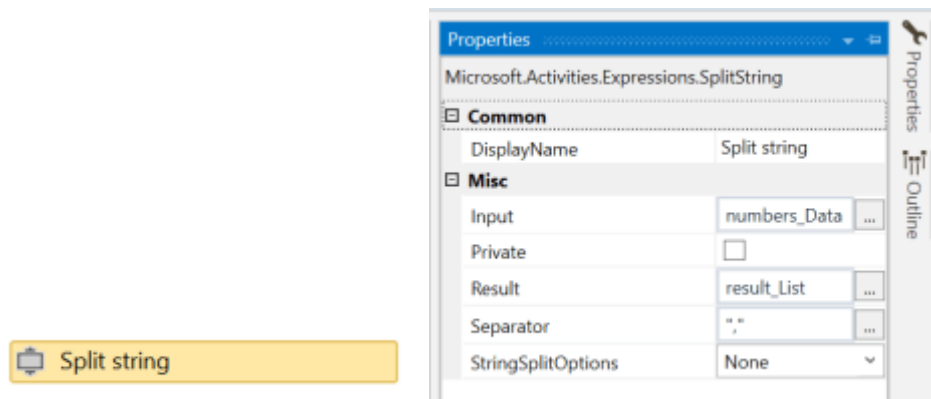 Split string
Properties
Microsoft.Activities.Expressions.SplitString
Common
DisplayName Split string
Misc
Input numbers_Data ...
Private
Result result_List ...
Separator "," ...
StringSplitOptions None
Properties
Outline